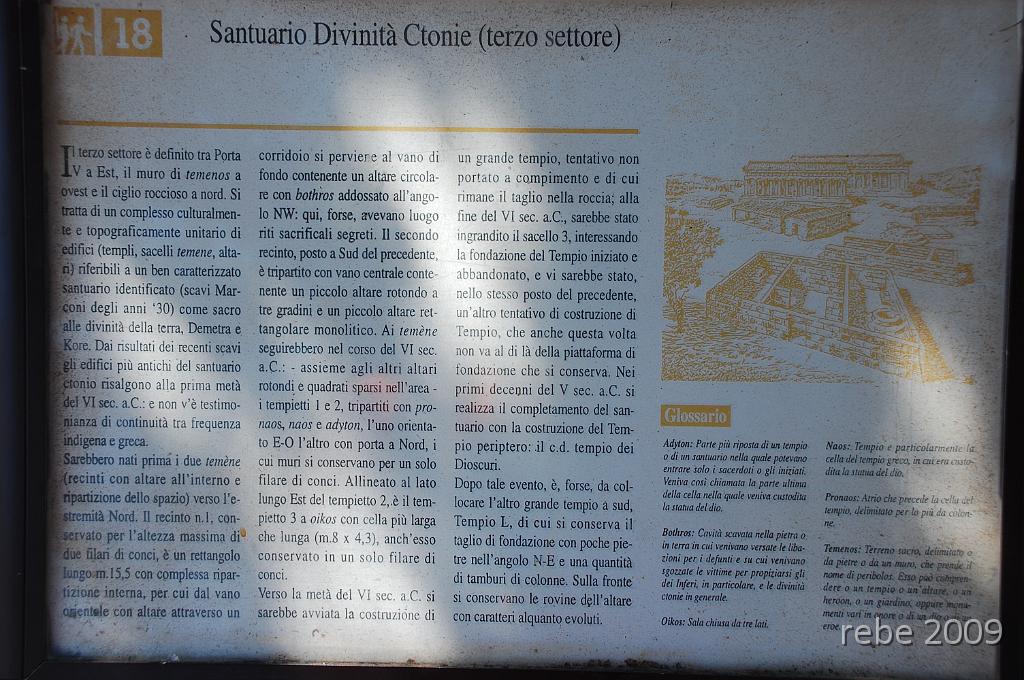 18
Santuario Divinità Ctonie (terzo settore)
Il terzo settore è definito tra Porta
V a Est, il muro di temenos a
ovest e il ciglio roccioso a nord. Si
tratta di un complesso culturalmen-
te e topograficamente unitario di
edifici (templi, sacelli temene, alta-
ri) riferibili a un ben caratterizzato
santuario identificato (scavi Mar-
coni degli anni '30) come sacro
alle divinità della terra, Demetra e
Kore. Dai risultati dei recenti scavi
gli edifici più antichi del santuario
ctonio risalgono alla prima metà
del VI sec. a.C.: e non v'è testimo-
nianza di continuità tra frequenza
indigena e greca.
Sarebbero nati prima i due temène
(recinti con altare all'interno e
ripartizione dello spazio) verso l'e-
stremità Nord. Il recinto n.1, con-
servato per l'altezza massima di
due filari di conci, è un rettangolo
lungo m.15,5 con complessa ripar-
tizione interna, per cui dal vano
orientele con altare attraverso un
corridoio si perviene al vano di
fondo contenente un altare circola-
re con bothros addossato all'ango-
lo NW: qui, forse, avevano luogo
riti sacrificali segreti. Il secondo
recinto, posto a Sud del precedente,
è tripartito con vano centrale conte-
nente un piccolo altare rotondo a
tre gradini e un piccolo altare ret-
tangolare monolitico. Ai temène
seguirebbero nel corso del VI sec.
a.C.: - assieme agli altri altari
rotondi e quadrati sparsi nell'area -
i tempietti 1 e 2, tripartiti con pro-
naos, naos e adyton, l'uno orienta-
to E-O l'altro con porta a Nord, i
cui muri si conservano per un solo
filare di conci. Allineato al lato
lungo Est del tempietto 2, è il tem-
pietto 3 a oikos con cella più larga
che lunga (m.8 x 4,3), anch'esso
conservato in un solo filare di
conci.
Verso la metà del VI sec. a.C. si
sarebbe avviata la costruzione di
un grande tempio, tentativo non
portato a compimento e di cui
rimane il taglio nella roccia; alla
fine del VI sec. a.C., sarebbe stato
ingrandito il sacello 3, interessando
la fondazione del Tempio iniziato e
abbandonato, e vi sarebbe stato,
nello stesso posto del precedente,
un'altro tentativo di costruzione di
Tempio, che anche questa volta
non va al di là della piattaforma di
fondazione che si conserva. Nei
primi decenni del V sec. a.C. si
realizza il completamento del san-
tuario con la costruzione del Tem-
pio periptero: il c.d. tempio dei
Dioscuri.
Dopo tale evento, è, forse, da col-
locare l'altro grande tempio a sud,
Tempio L, di cui si conserva il
taglio di fondazione con poche pie-
tre nell'angolo N-E e una quantità
di tamburi di colonne. Sulla fronte
si conservano le rovine dell'altare
con caratteri alquanto evoluti.
Glossario
Adyton: Parte più riposta di un tempio
o di un santuario nella quale potevano
entrare solo i sacerdoti o gli iniziati.
Veniva così chiamata la parte ultima
della cella nella quale veniva custodita
la statua del dio.
Bothros: Cavità scavata nella pietra o
in terra in cui venivano versate le liba-
zioni per i defunti e su cui venivano
sgozzate le vittime per propiziarsi gli
dei Inferi, in particolare, e le divinità
ctonie in generale.
Oikos: Sala chiusa da tre lati.
Naos: Tempio e particolarmente la
cella del tempio greco, in cui era custo-
dita la statua del dio.
Pronaos: Atrio che precede la cella del
tempio, delimitato per lo più da colon-
ne.
Temenos: Terreno sacro, delimitato o
da pietre o da un muro, che prende il
nome di peribolos. Esso può compren-
dere o un tempio o un'altare, o un
heròon, o un giardino, oppure monu-
menti vari in onore o di un dio o di un
eroe.
rebe 2009